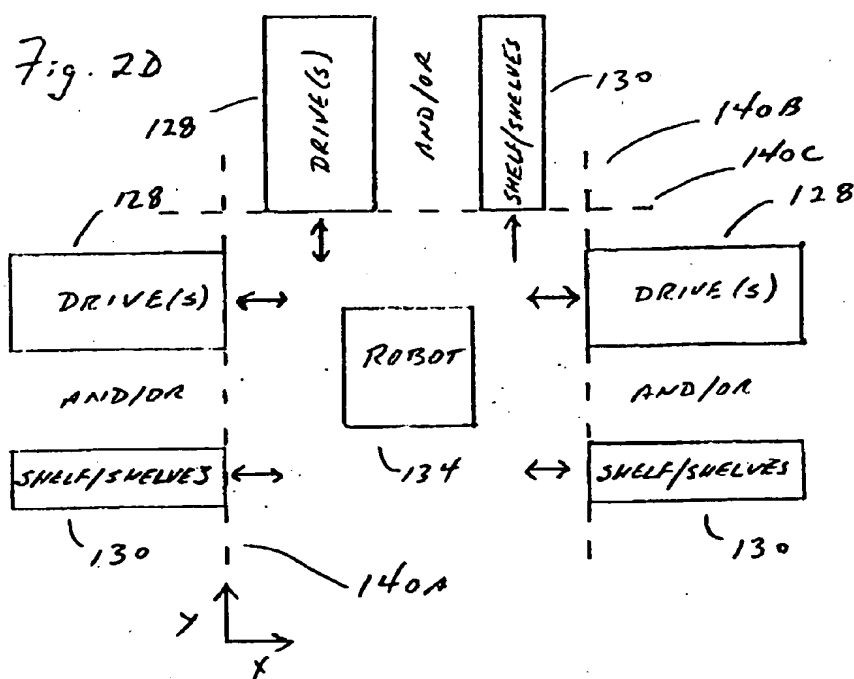 Fig. 2D
128
DRIVE(S)
AND/OR
SHELF/SHELVES
130
140B
140C
128
DRIVE(S)
128
DRIVE(S)
AND/OR
SHELF/SHELVES
130
ROBOT
134
AND/OR
SHELF/SHELVES
130
140A
Y
X